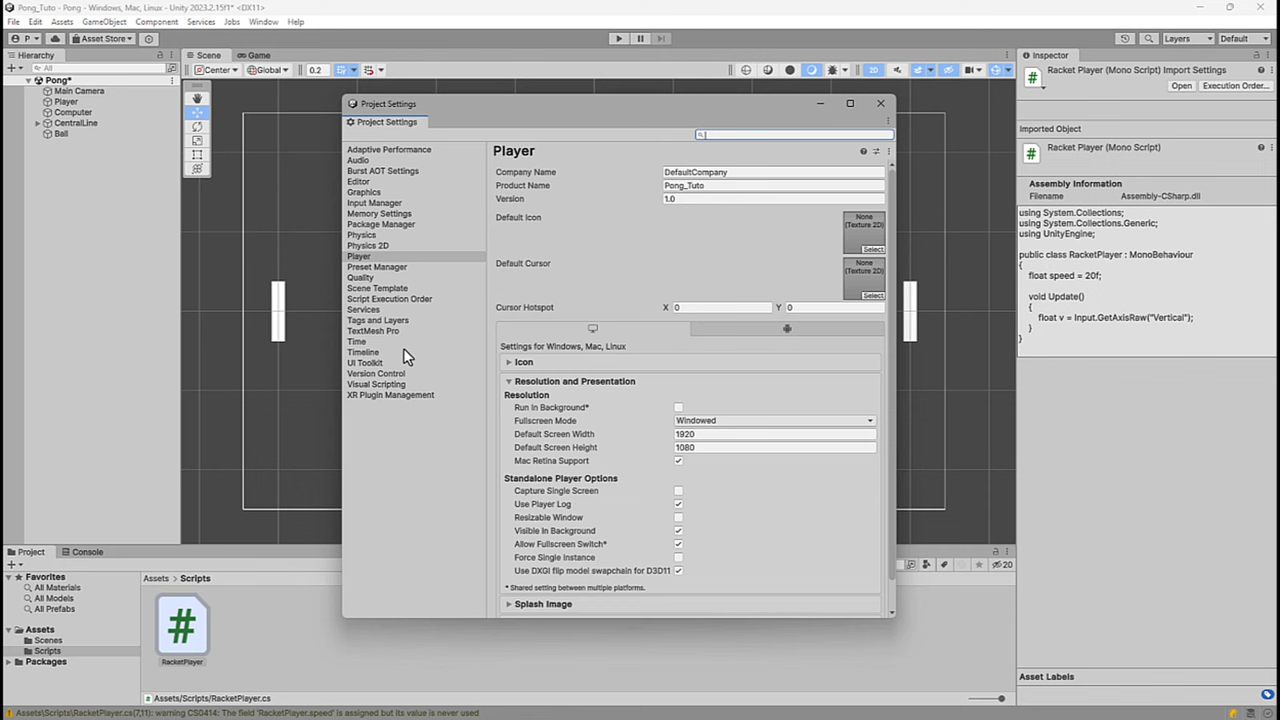 Pong_Tuto - Pong - Windows, Mac, Linux - Unity 2023.2.15f1* <DX11>
File Edit Assets GameObject Component Services Jobs Window Help
P Asset Store Layers Default
Hierarchy
All
Pong*
Main Camera
Player
Computer
CentralLine
Ball
Scene Game
Center Global 0.2 2D
Project Settings
Project Settings
Adaptive Performance
Audio
Burst AOT Settings
Editor
Graphics
Input Manager
Memory Settings
Package Manager
Physics
Physics 2D
Player
Preset Manager
Quality
Scene Template
Script Execution Order
Services
Tags and Layers
TextMesh Pro
Time
Timeline
UI Toolkit
Version Control
Visual Scripting
XR Plugin Management
Player
Company Name DefaultCompany
Product Name Pong_Tuto
Version 1.0
Default Icon
None
(Texture 2D)
Select
Default Cursor
None
(Texture 2D)
Select
Cursor Hotspot X 0 Y 0
Settings for Windows, Mac, Linux
Icon
Resolution and Presentation
Resolution
Run In Background*
Fullscreen Mode Windowed
Default Screen Width 1920
Default Screen Height 1080
Mac Retina Support
Standalone Player Options
Capture Single Screen
Use Player Log
Resizable Window
Visible In Background
Allow Fullscreen Switch*
Force Single Instance
Use DXGI flip model swapchain for D3D11
* Shared setting between multiple platforms.
Splash Image
Inspector
Racket Player (Mono Script) Import Settings
Open Execution Order...
Imported Object
Racket Player (Mono Script)
Assembly Information
Filename Assembly-CSharp.dll
using System.Collections;
using System.Collections.Generic;
using UnityEngine;
public class RacketPlayer : MonoBehaviour
{
float speed = 20f;
void Update()
{
float v = Input.GetAxisRaw("Vertical");
}
}
Asset Labels
Project Console
20
Favorites
All Materials
All Models
All Prefabs
Assets
Scenes
Scripts
Packages
Assets > Scripts
#
RacketPlayer
Assets/Scripts/RacketPlayer.cs
Assets\Scripts\RacketPlayer.cs(7,11): warning CS0414: The field 'RacketPlayer.speed' is assigned but its value is never used